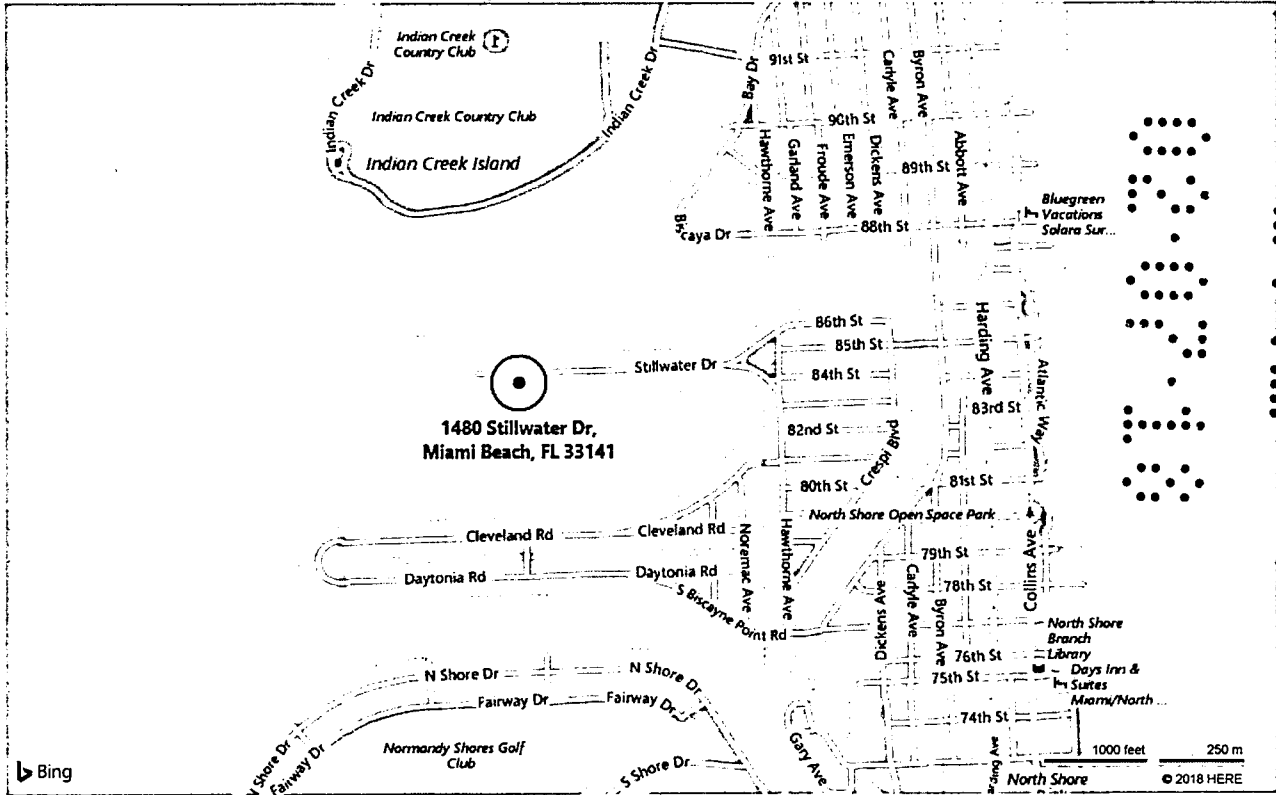 Indian Creek
Country Club
Indian Creek Dr
Indian Creek Country Club
Indian Creek Island
Indian Creek Dr
Bay Dr
91st St
Carlyle Ave
Byron Ave
90th St
Hawthorne Ave
Garland Ave
Froude Ave
Emerson Ave
Dickens Ave
89th St
Abbott Ave
Biscaya Dr
88th St
Bluegreen
Vacations
Solara Sur...
86th St
85th St
Stillwater Dr
84th St
Harding Ave
Atlantic Way
83rd St
1480 Stillwater Dr,
Miami Beach, FL 33141
82nd St
Crespi Blvd
81st St
80th St
North Shore Open Space Park
Cleveland Rd
Cleveland Rd
Noremac Ave
Hawthorne Ave
79th St
Collins Ave
Daytonia Rd
Daytonia Rd
78th St
S Biscayne Point Rd
Dickens Ave
Carlyle Ave
Byron Ave
North Shore
Branch
Library
76th St
75th St
Days Inn &
Suites
Miami/North ...
N Shore Dr
N Shore Dr
Fairway Dr
Fairway Dr
74th St
N Shore Dr
Fairway Dr
Normandy Shores Golf
Club
S Shore Dr
Gary Ave
1000 feet
250 m
Bing
North Shore
© 2018 HERE